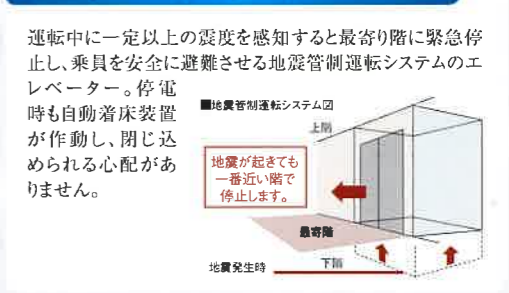 運転中に一定以上の震度を感知すると最寄り階に緊急停
止し、乗員を安全に避難させる地震管制運転システムのエ
レベーター。停電
時も自動着床装置
が作動し、閉じ込
められる心配があ
りません。
■地震管制運転システム図
上階
地震が起きても
一番近い階で
停止します。
最寄階
下階
地震発生時